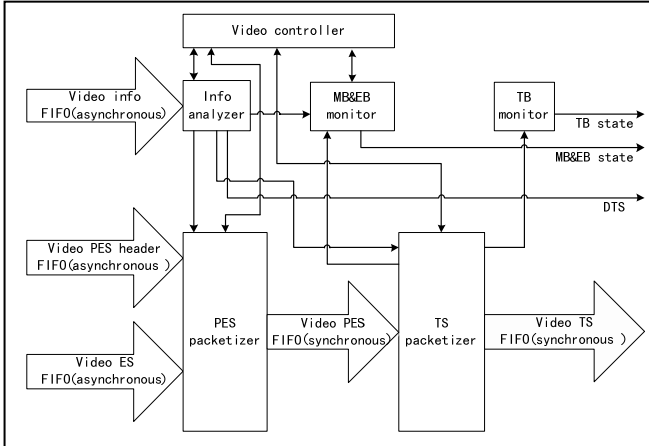 Video controller
Video info
FIFO(asynchronous)
Info
analyzer
MB&EB
monitor
TB
monitor
TB state
MB&EB state
DTS
Video PES header
FIFO(asynchronous )
PES
packetizer
Video PES
FIFO(synchronous)
TS
packetizer
Video TS
FIFO(synchronous )
Video ES
FIFO(asynchronous)